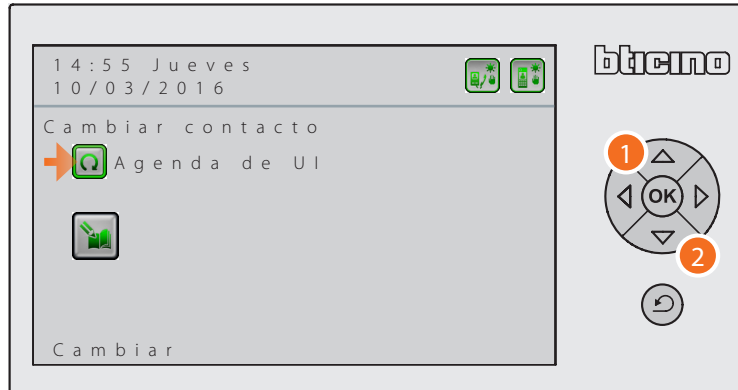 14:55 Jueves
10/03/2016
bticino
Cambiar contacto
Agenda de UI
1
OK
2
Cambiar